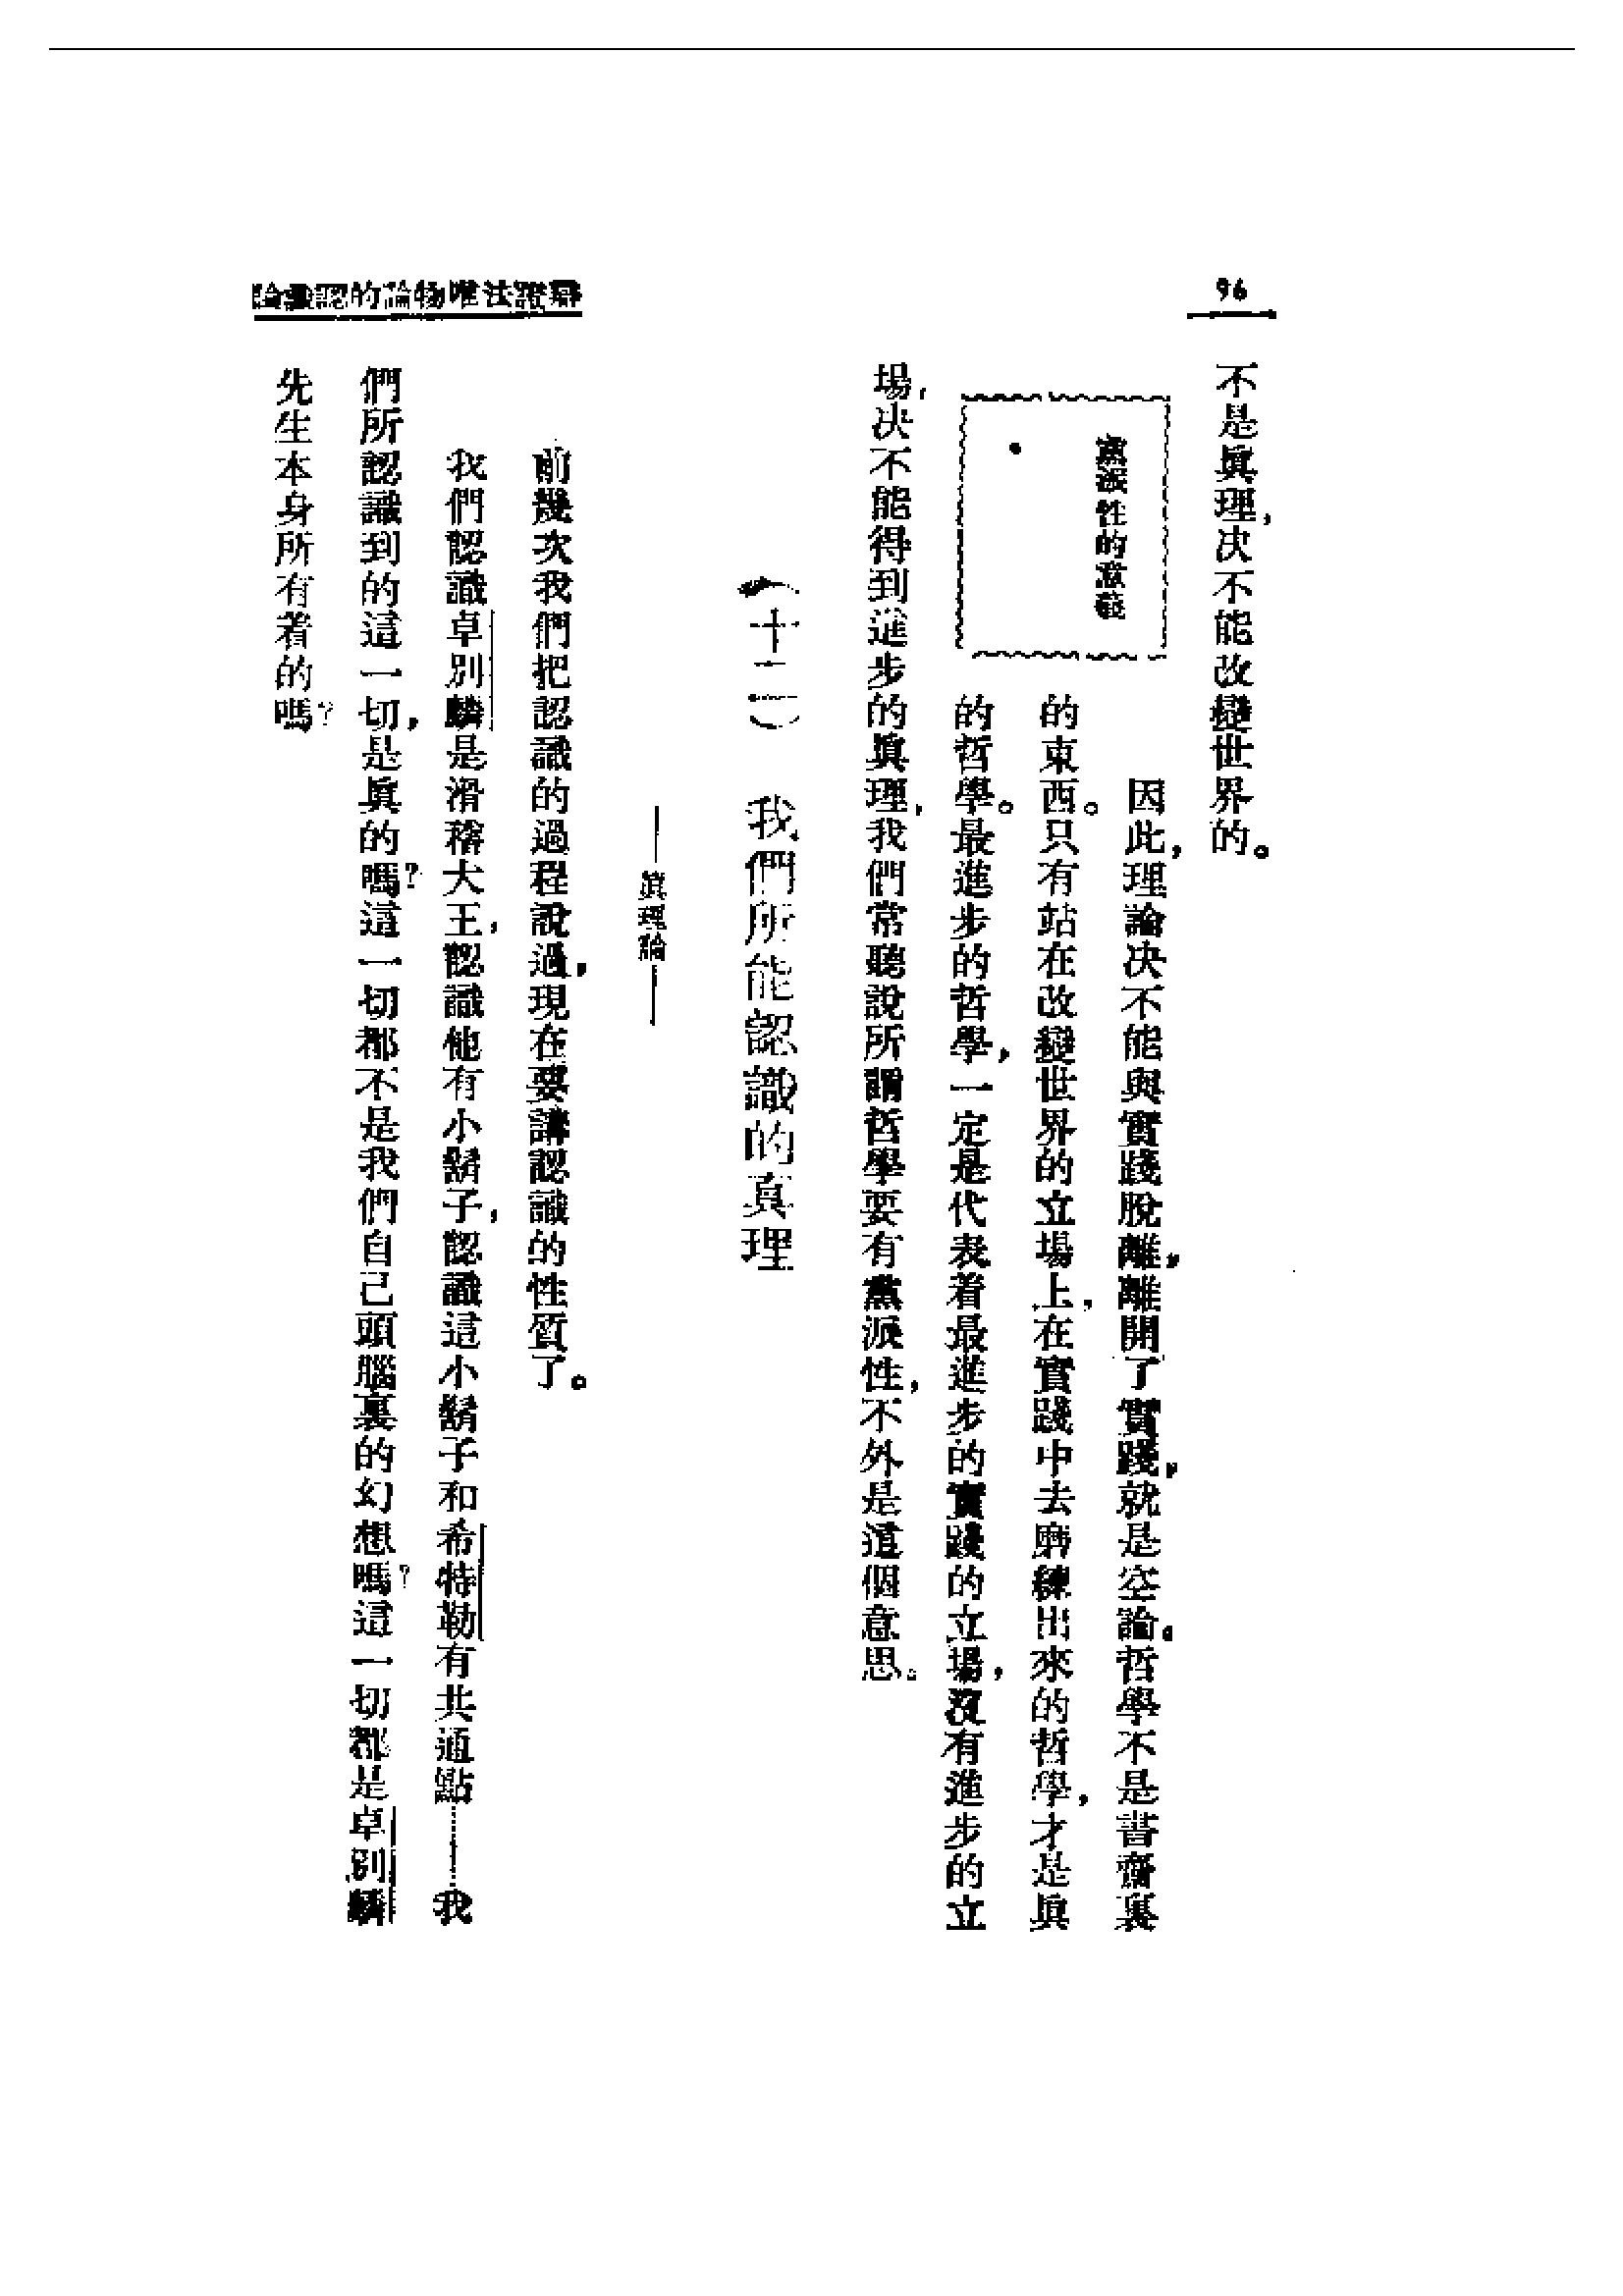 96
辯證法唯物論的認識論
不是眞理，决不能改變世界的。
黨派性的意義
因此，理論决不能與實踐脫離，離開了實踐，就是空論。哲學不是書齋裏
的東西。只有站在改變世界的立場上，在實踐中去磨練出來的哲學，才是眞
的哲學。最進步的哲學，一定是代表着最進步的實踐的立場，沒有進步的立
場，决不能得到進步的眞理，我們常聽說所謂哲學要有黨派性，不外是這個意思。
（十二）　我們所能認識的真理
——眞理論——
前幾次我們把認識的過程說過，現在要講認識的性質了。
我們認識卓別麟是滑稽大王，認識他有小鬍子，認識這小鬍子和希特勒有共通點………我
們所認識到的這一切，是眞的嗎？這一切都不是我們自己頭腦裏的幻想嗎？這一切都是卓別麟
先生本身所有着的嗎？